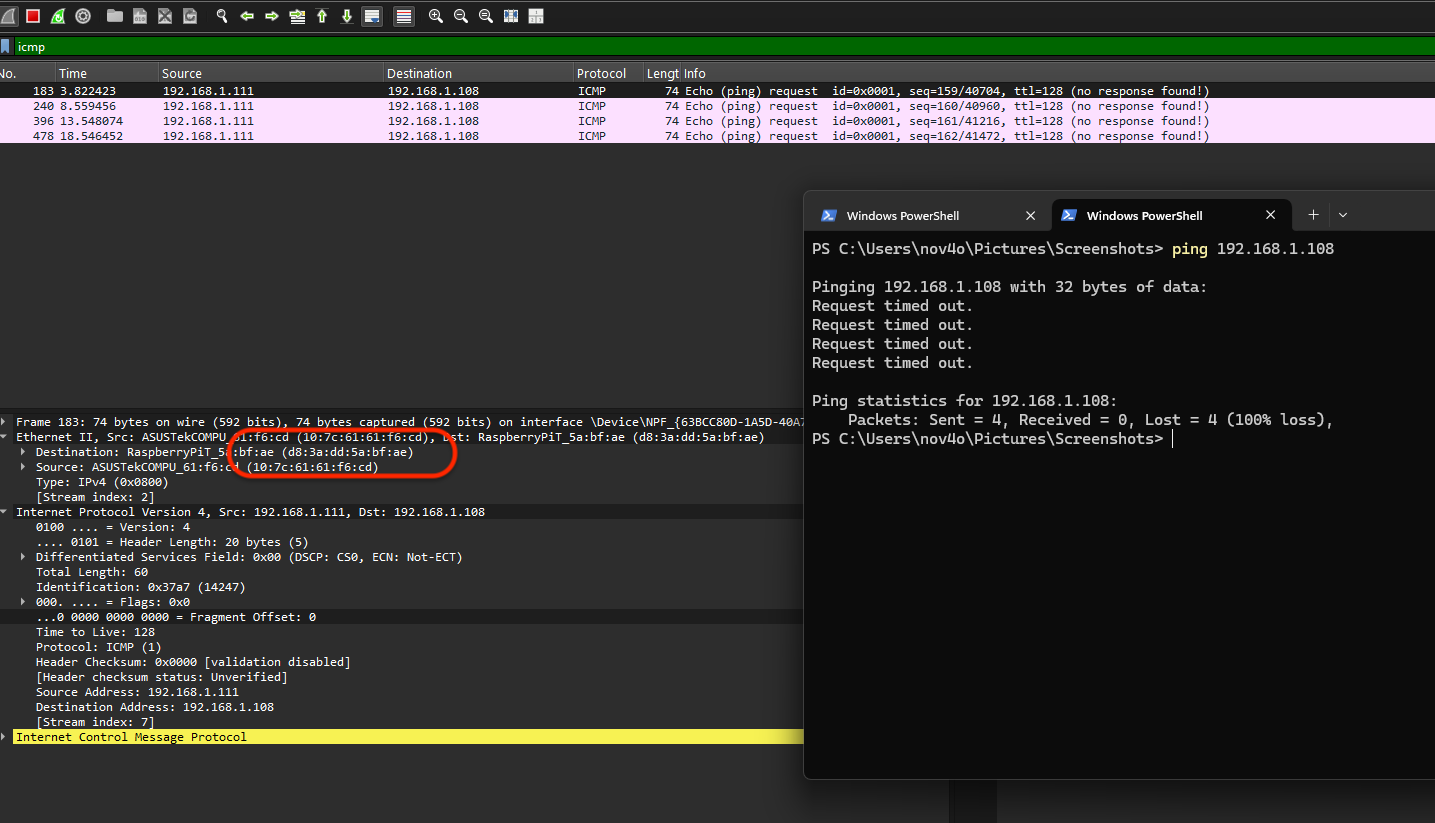 icmp
No. Time Source Destination Protocol Lengt Info
183 3.822423 192.168.1.111 192.168.1.108 ICMP 74 Echo (ping) request id=0x0001, seq=159/40704, ttl=128 (no response found!)
240 8.559456 192.168.1.111 192.168.1.108 ICMP 74 Echo (ping) request id=0x0001, seq=160/40960, ttl=128 (no response found!)
396 13.548074 192.168.1.111 192.168.1.108 ICMP 74 Echo (ping) request id=0x0001, seq=161/41216, ttl=128 (no response found!)
478 18.546452 192.168.1.111 192.168.1.108 ICMP 74 Echo (ping) request id=0x0001, seq=162/41472, ttl=128 (no response found!)
Windows PowerShell
Windows PowerShell
PS C:\Users\nov4o\Pictures\Screenshots> ping 192.168.1.108
Pinging 192.168.1.108 with 32 bytes of data:
Request timed out.
Request timed out.
Request timed out.
Request timed out.
Ping statistics for 192.168.1.108:
Packets: Sent = 4, Received = 0, Lost = 4 (100% loss),
PS C:\Users\nov4o\Pictures\Screenshots>
Frame 183: 74 bytes on wire (592 bits), 74 bytes captured (592 bits) on interface \Device\NPF_{63BCC80D-1A5D-40A7
Ethernet II, Src: ASUSTekCOMPU_61:f6:cd (10:7c:61:61:f6:cd), Dst: RaspberryPiT_5a:bf:ae (d8:3a:dd:5a:bf:ae)
Destination: RaspberryPiT_5a:bf:ae (d8:3a:dd:5a:bf:ae)
Source: ASUSTekCOMPU_61:f6:cd (10:7c:61:61:f6:cd)
Type: IPv4 (0x0800)
[Stream index: 2]
Internet Protocol Version 4, Src: 192.168.1.111, Dst: 192.168.1.108
0100 .... = Version: 4
.... 0101 = Header Length: 20 bytes (5)
Differentiated Services Field: 0x00 (DSCP: CS0, ECN: Not-ECT)
Total Length: 60
Identification: 0x37a7 (14247)
000. .... = Flags: 0x0
...0 0000 0000 0000 = Fragment Offset: 0
Time to Live: 128
Protocol: ICMP (1)
Header Checksum: 0x0000 [validation disabled]
[Header checksum status: Unverified]
Source Address: 192.168.1.111
Destination Address: 192.168.1.108
[Stream index: 7]
Internet Control Message Protocol